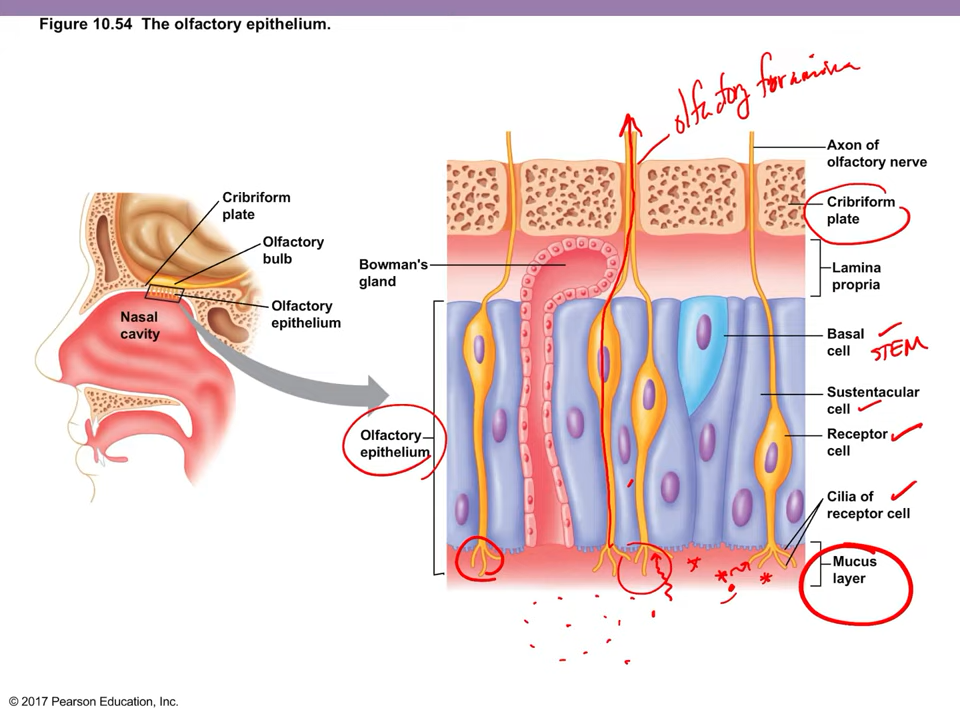 Figure 10.54 The olfactory epithelium.
olfactory foramina
Axon of
olfactory nerve
Cribriform
plate
Cribriform
plate
Olfactory
bulb
Bowman's
gland
Lamina
propria
Olfactory
epithelium
Nasal
cavity
Basal
cell
STEM
Sustentacular
cell
Olfactory
epithelium
Receptor
cell
Cilia of
receptor cell
Mucus
layer
© 2017 Pearson Education, Inc.